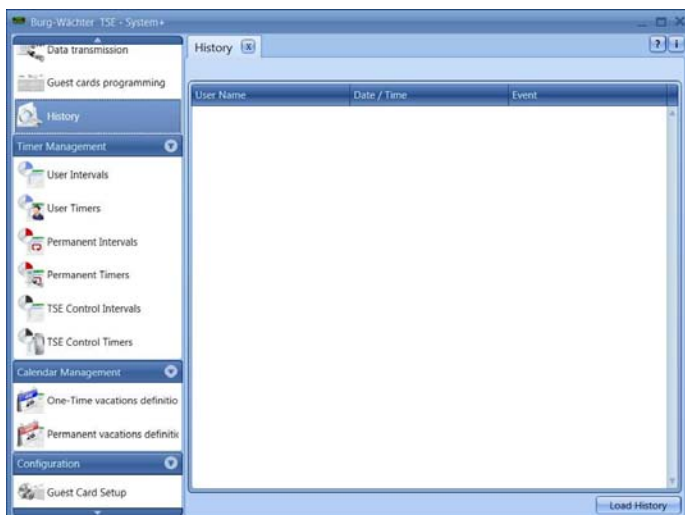 Burg-Wächter TSE - System+
Data transmission
Guest cards programming
History
Timer Management
User Intervals
User Timers
Permanent Intervals
Permanent Timers
TSE Control Intervals
TSE Control Timers
Calendar Management
One-Time vacations definitio
Permanent vacations definitio
Configuration
Guest Card Setup
History x
? i
User Name Date / Time Event
Load History